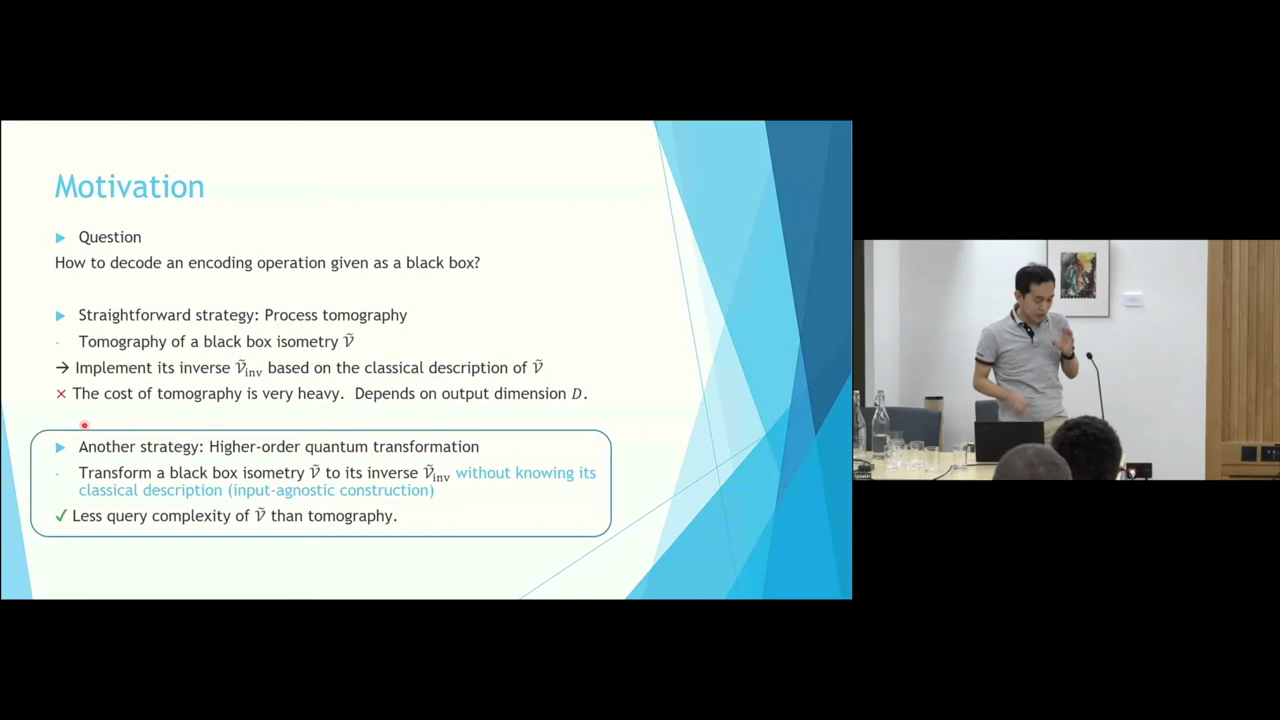 Motivation
Question
How to decode an encoding operation given as a black box?
Straightforward strategy: Process tomography
- Tomography of a black box isometry Ṽ
→ Implement its inverse Ṽinv based on the classical description of Ṽ
× The cost of tomography is very heavy. Depends on output dimension D.
Another strategy: Higher-order quantum transformation
- Transform a black box isometry Ṽ to its inverse Ṽinv without knowing its
classical description (input-agnostic construction)
✓ Less query complexity of Ṽ than tomography.
Speaker